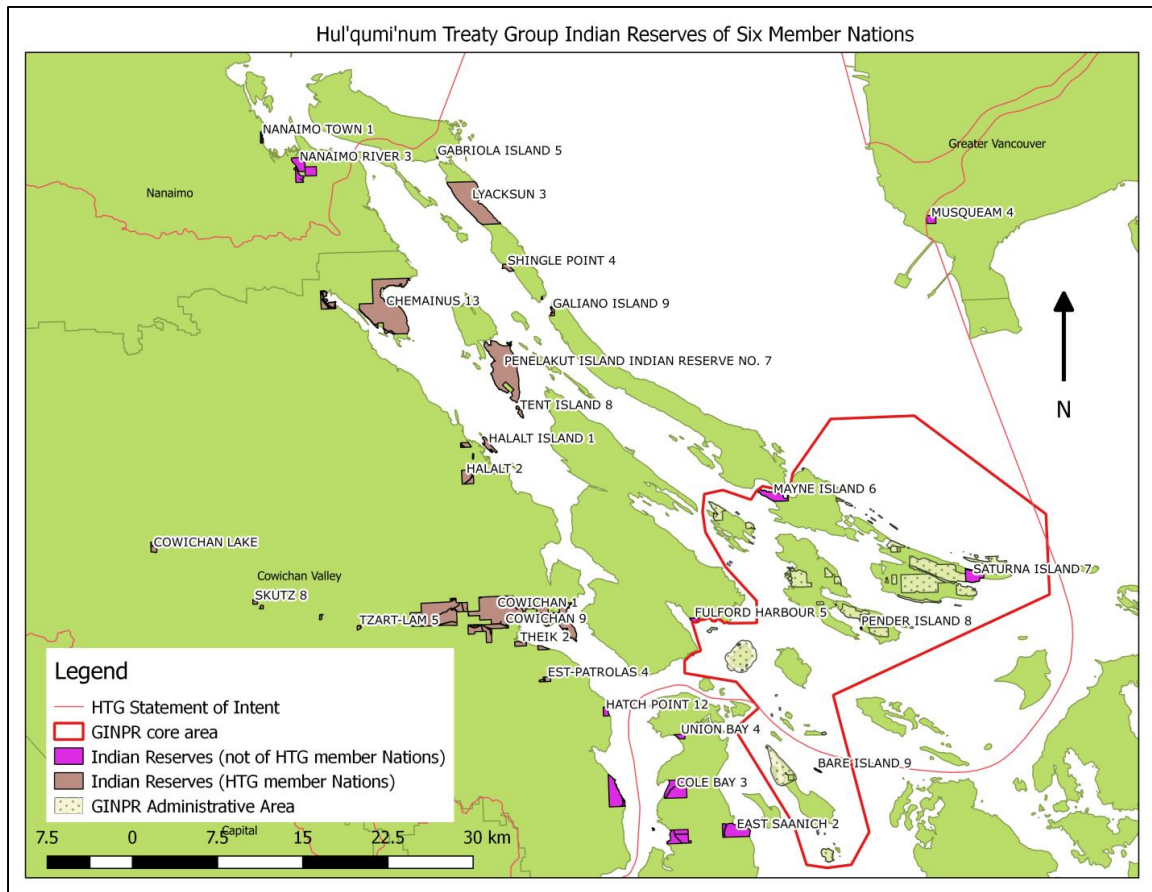 Hul'qumi'num Treaty Group Indian Reserves of Six Member Nations
NANAIMO TOWN 1
NANAIMO RIVER 3
GABRIOLA ISLAND 5
Greater Vancouver
Nanaimo
LYACKSUN 3
MUSQUEAM 4
SHINGLE POINT 4
CHEMAINUS 13
GALIANO ISLAND 9
PENELAKUT ISLAND INDIAN RESERVE NO. 7
N
TENT ISLAND 8
HALALT ISLAND 1
HALALT 2
MAYNE ISLAND 6
COWICHAN LAKE
SATURNA ISLAND 7
Cowichan Valley
SKUTZ 8
COWICHAN 1
TZART-LAM 5
COWICHAN 9
FULFORD HARBOUR 5
PENDER ISLAND 8
THEIK 2
EST-PATROLAS 4
HATCH POINT 12
UNION BAY 4
BARE ISLAND 9
COLE BAY 3
EAST SAANICH 2
Legend
HTG Statement of Intent
GINPR core area
Indian Reserves (not of HTG member Nations)
Indian Reserves (HTG member Nations)
GINPR Administrative Area
Capital
7.5 0 7.5 15 22.5 30 km